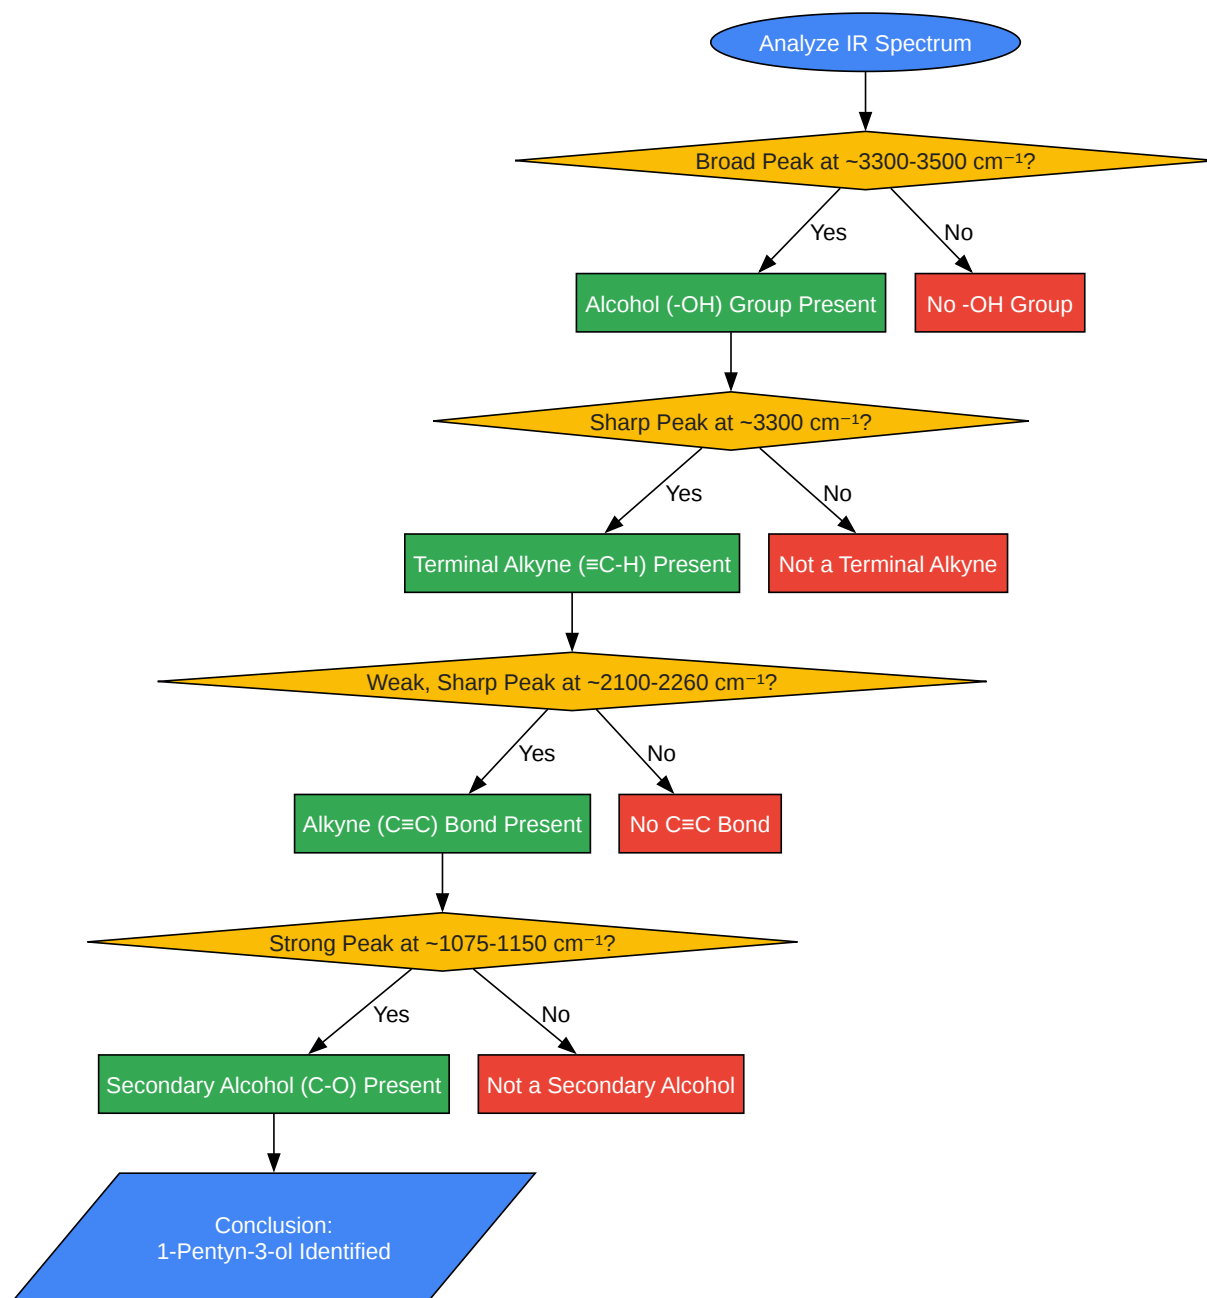 Analyze IR Spectrum
Broad Peak at ~3300-3500 cm⁻¹?
Yes
No
Alcohol (-OH) Group Present
No -OH Group
Sharp Peak at ~3300 cm⁻¹?
Yes
No
Terminal Alkyne (≡C-H) Present
Not a Terminal Alkyne
Weak, Sharp Peak at ~2100-2260 cm⁻¹?
Yes
No
Alkyne (C≡C) Bond Present
No C≡C Bond
Strong Peak at ~1075-1150 cm⁻¹?
Yes
No
Secondary Alcohol (C-O) Present
Not a Secondary Alcohol
Conclusion:
1-Pentyn-3-ol Identified